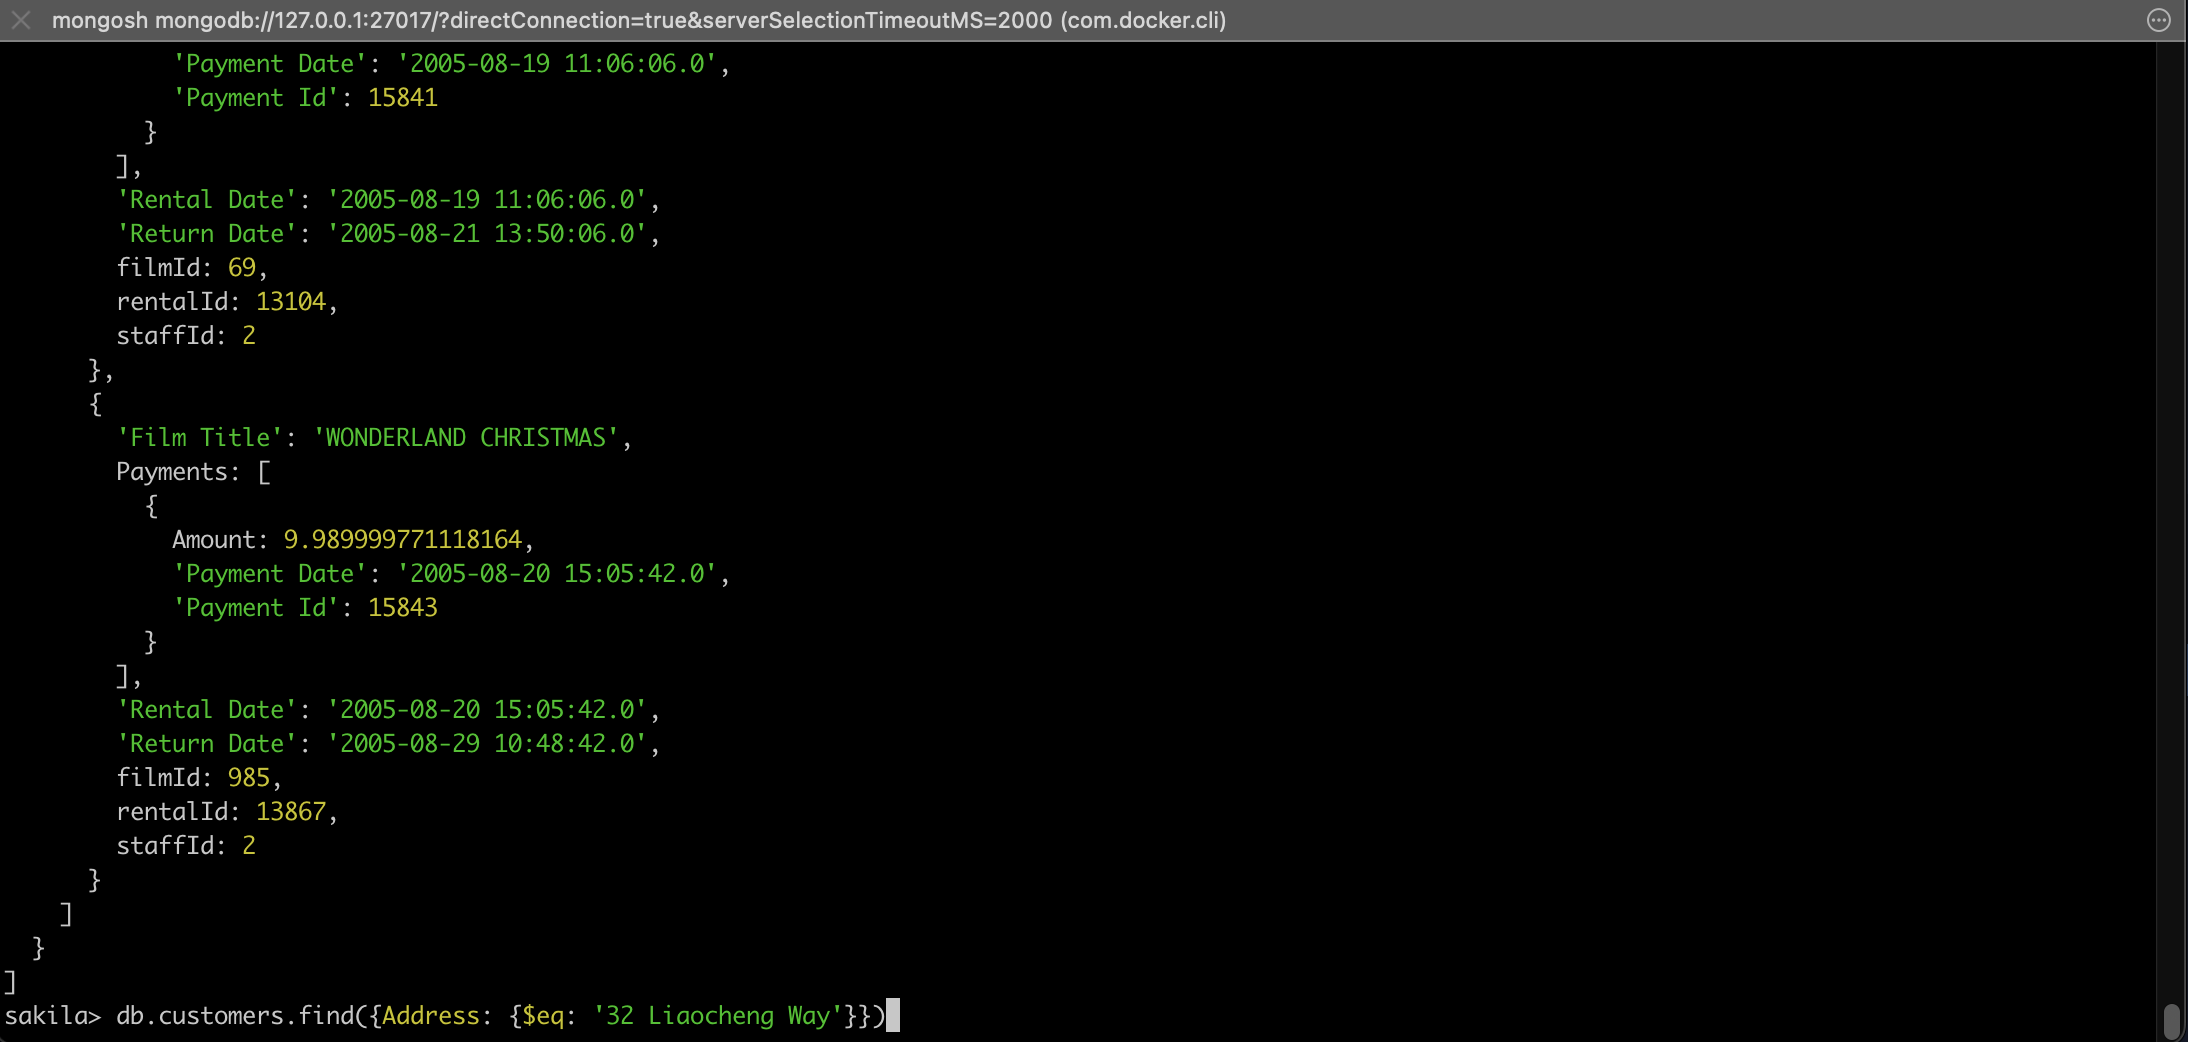 mongosh mongodb://127.0.0.1:27017/?directConnection=true&serverSelectionTimeoutMS=2000 (com.docker.cli)
'Payment Date': '2005-08-19 11:06:06.0',
'Payment Id': 15841
}
],
'Rental Date': '2005-08-19 11:06:06.0',
'Return Date': '2005-08-21 13:50:06.0',
filmId: 69,
rentalId: 13104,
staffId: 2
},
{
'Film Title': 'WONDERLAND CHRISTMAS',
Payments: [
{
Amount: 9.989999771118164,
'Payment Date': '2005-08-20 15:05:42.0',
'Payment Id': 15843
}
],
'Rental Date': '2005-08-20 15:05:42.0',
'Return Date': '2005-08-29 10:48:42.0',
filmId: 985,
rentalId: 13867,
staffId: 2
}
]
}
]
sakila> db.customers.find({Address: {$eq: '32 Liaocheng Way'}})